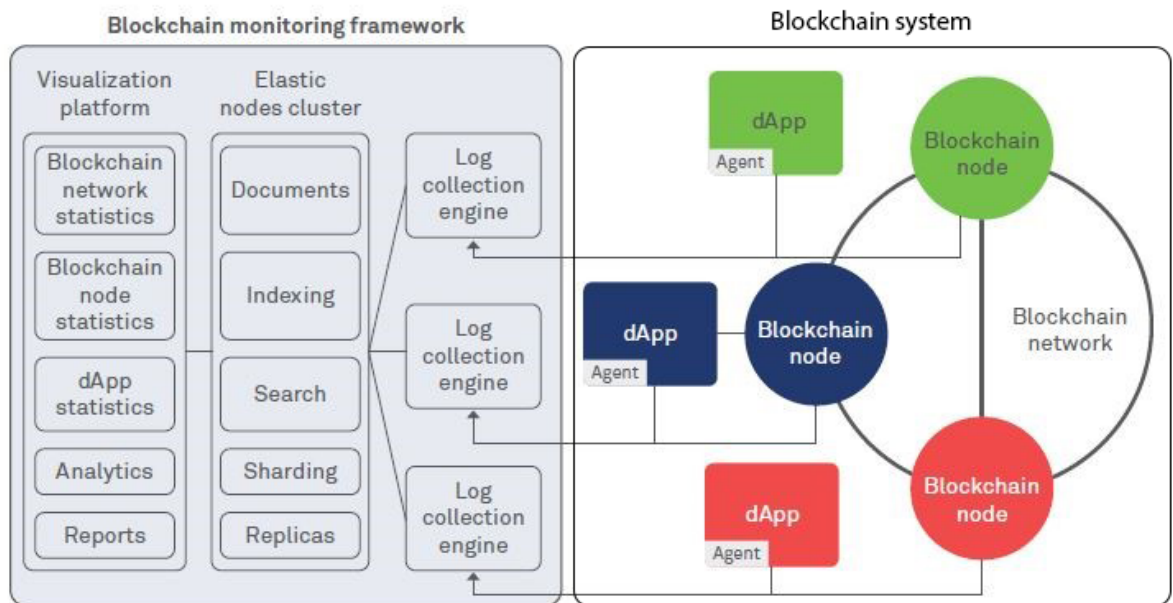 Blockchain monitoring framework
Blockchain system
Visualization
platform
Elastic
nodes cluster
Blockchain
network
statistics
Blockchain
node
statistics
dApp
statistics
Analytics
Reports
Documents
Indexing
Search
Sharding
Replicas
Log
collection
engine
Log
collection
engine
Log
collection
engine
dApp
Agent
Blockchain
node
dApp
Agent
Blockchain
node
Blockchain
network
dApp
Agent
Blockchain
node